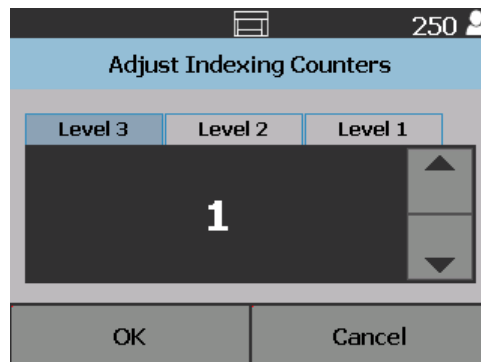 250
Adjust Indexing Counters
Level 3 Level 2 Level 1
1
OK Cancel